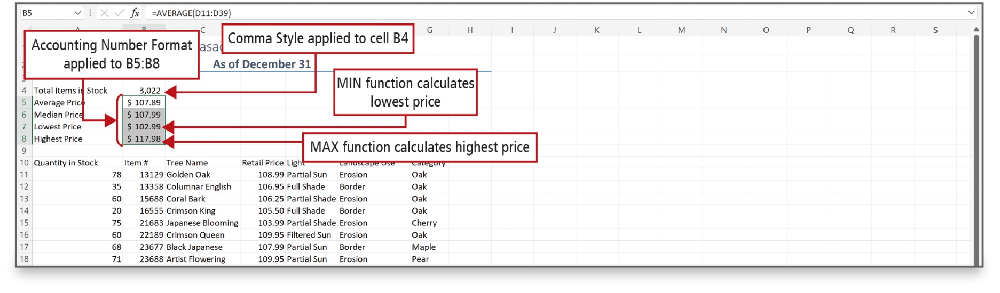 B5 =AVERAGE(D11:D39)
C G H I J K L M N O P Q R S
Accounting Number Format
applied to B5:B8
Comma Style applied to cell B4
As of December 31
MIN function calculates
lowest price
4 Total Items in Stock 3,022
5 Average Price $ 107.89
6 Median Price $ 107.99
7 Lowest Price $ 102.99
8 Highest Price $ 117.98
MAX function calculates highest price
9
10 Quantity in Stock Item # Tree Name Retail Price Light Landscape Use Category
11 78 13129 Golden Oak 108.99 Partial Sun Erosion Oak
12 35 13358 Columnar English 106.95 Full Shade Border Oak
13 60 15688 Coral Bark 106.25 Partial Shade Erosion Oak
14 20 16555 Crimson King 105.50 Full Shade Border Oak
15 75 21683 Japanese Blooming 103.99 Partial Shade Erosion Cherry
16 60 22189 Crimson Queen 109.95 Filtered Sun Erosion Oak
17 68 23677 Black Japanese 107.99 Partial Sun Border Maple
18 71 23688 Artist Flowering 109.95 Partial Sun Erosion Pear